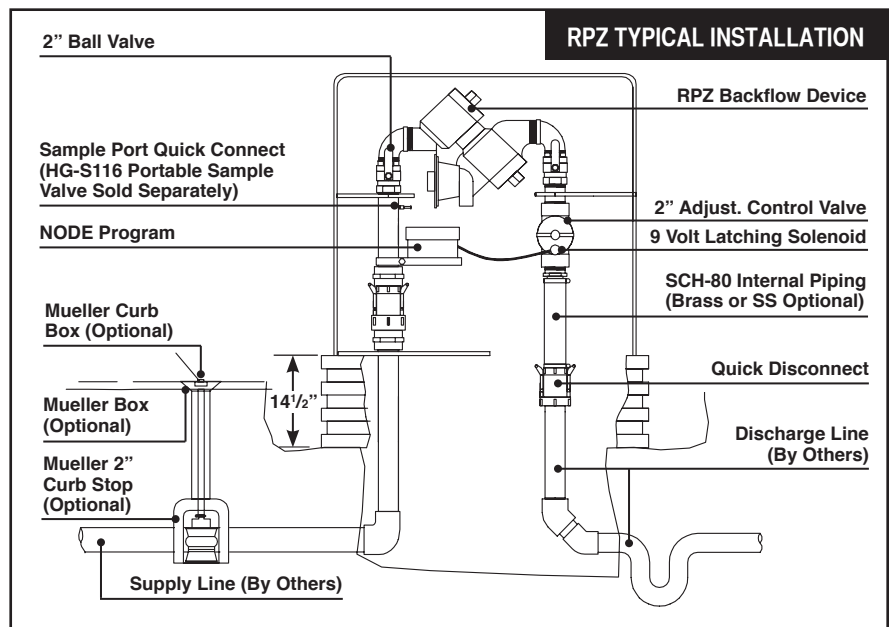 RPZ TYPICAL INSTALLATION
2” Ball Valve
Sample Port Quick Connect
(HG-S116 Portable Sample
Valve Sold Separately)
NODE Program
Mueller Curb
Box (Optional)
Mueller Box
(Optional)
Mueller 2”
Curb Stop
(Optional)
Supply Line (By Others)
14½”
RPZ Backflow Device
2” Adjust. Control Valve
9 Volt Latching Solenoid
SCH-80 Internal Piping
(Brass or SS Optional)
Quick Disconnect
Discharge Line
(By Others)